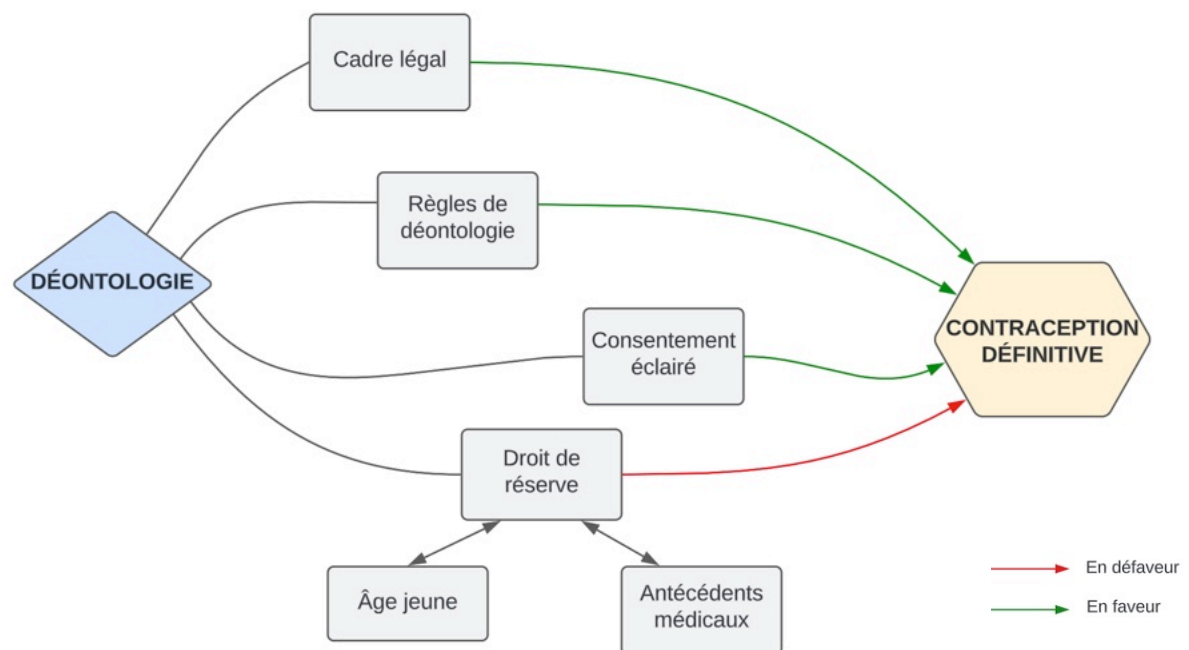 Cadre légal
Règles de
déontologie
DÉONTOLOGIE
Consentement
éclairé
CONTRACEPTION
DÉFINITIVE
Droit de
réserve
Âge jeune
Antécédents
médicaux
En défaveur
En faveur